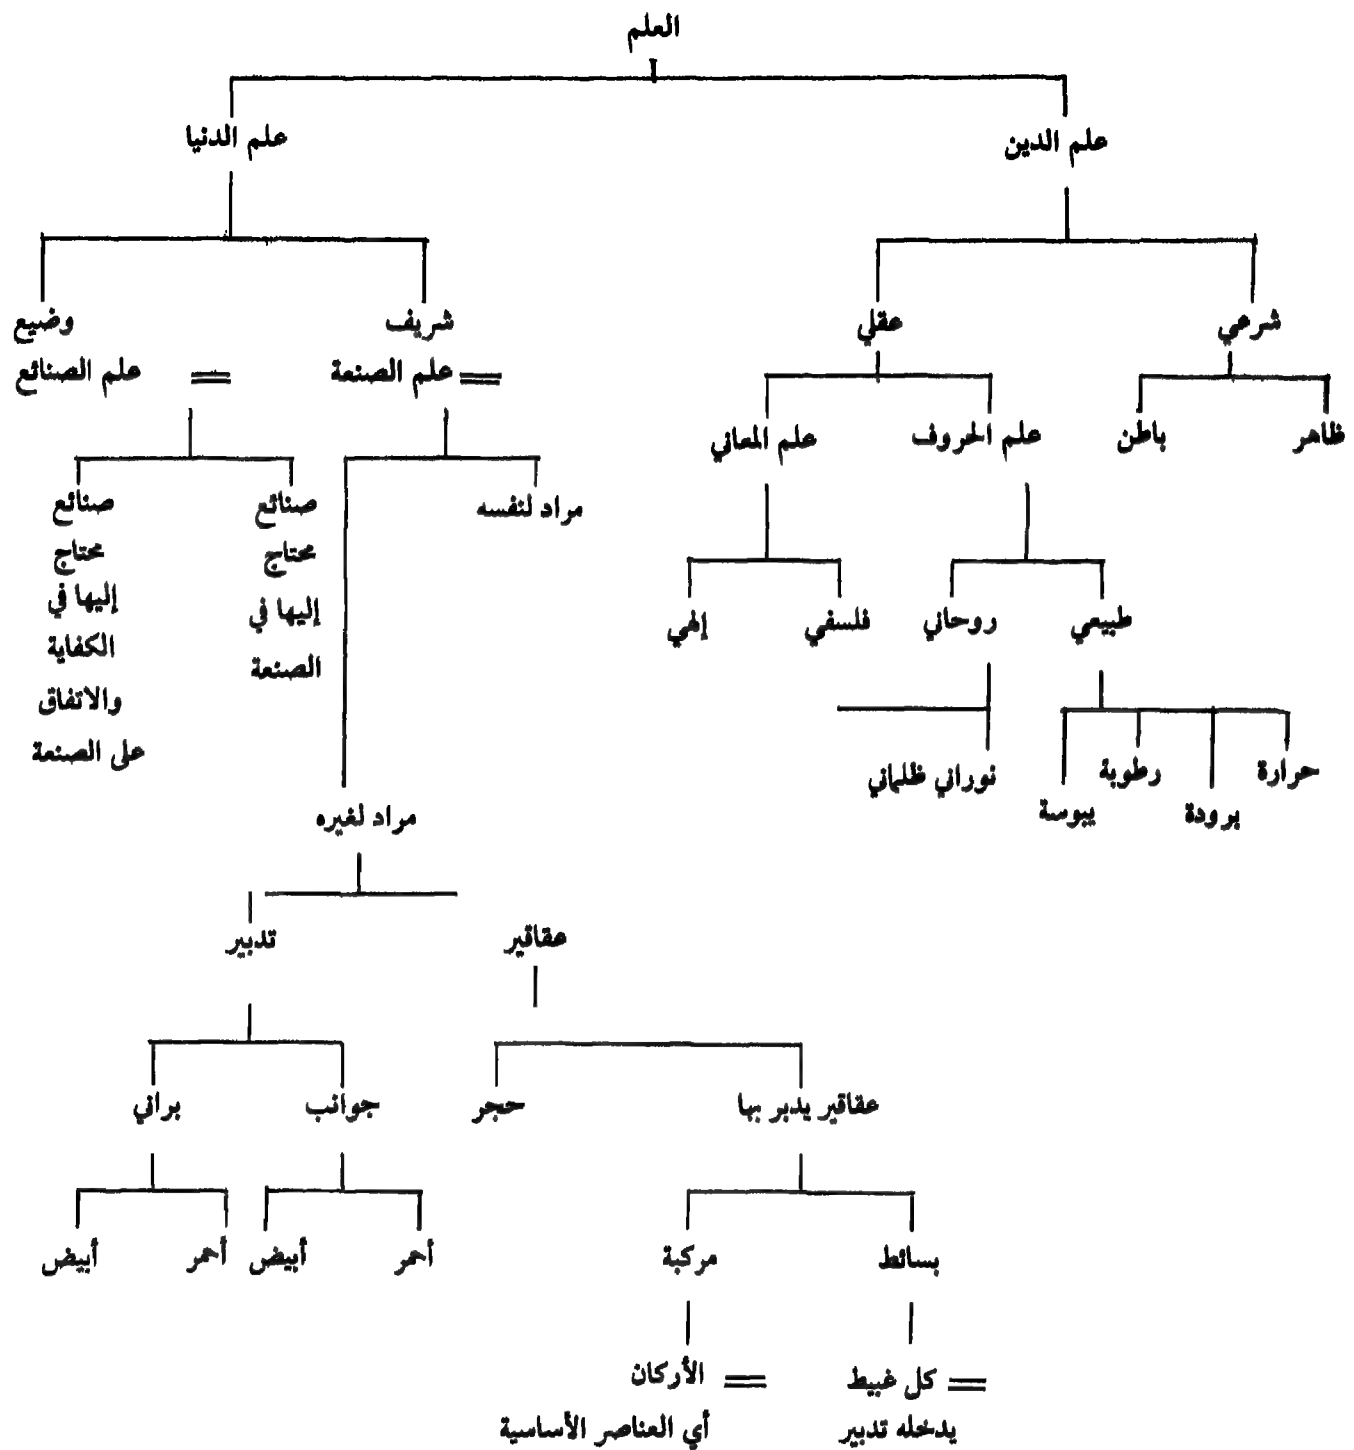 العلم
علم الدين
علم الدنيا
شرعي
عقلي
شريف
وضيع
= علم الصنعة
= علم الصنائع
ظاهر
باطن
علم الحروف
علم المعاني
مراد لنفسه
صنائع
محتاج
إليها في
الصنعة
صنائع
محتاج
إليها في
الكفاية
والاتفاق
على الصنعة
طبيعي
روحاني
فلسفي
إلهي
حرارة
رطوبة
برودة
يبوسة
نوراني ظلماني
مراد لغيره
عقاقير
تدبير
عقاقير يدبر بها
حجر
جوانب
براني
بسائط
مركبة
أحمر
أبيض
أحمر
أبيض
= كل غبيط
يدخله تدبير
= الأركان
أي العناصر الأساسية